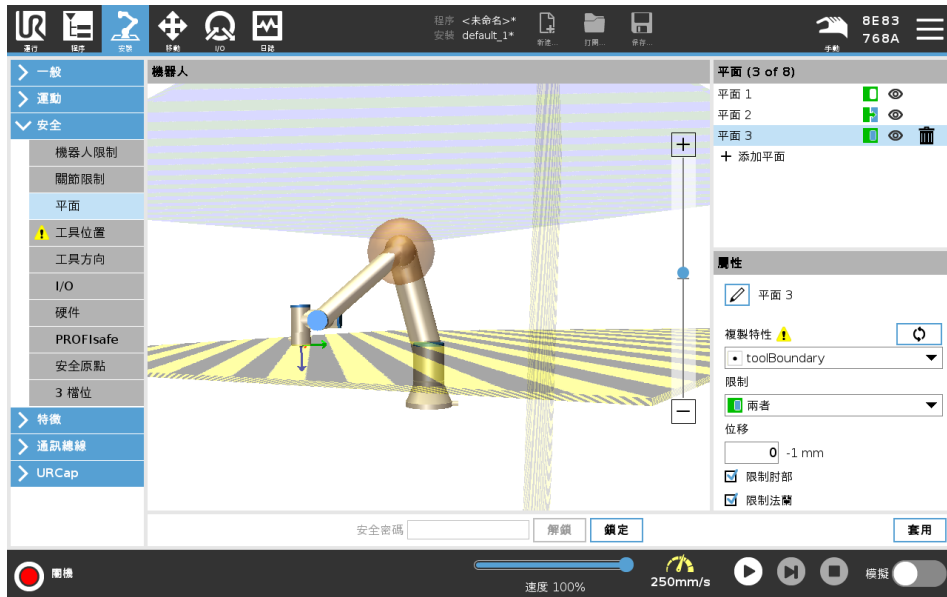 UR
運行
程序
安裝
移動
I/O
日誌
程序 <未命名>*
安裝 default_1*
新建...
打開...
保存...
手動
8E83
768A
一般
運動
安全
機器人限制
關節限制
平面
工具位置
工具方向
I/O
硬件
PROFIsafe
安全原點
3 檔位
特徵
通訊總線
URCap
機器人
平面 (3 of 8)
平面 1
平面 2
平面 3
添加平面
屬性
平面 3
複製特性
toolBoundary
限制
兩者
位移
0 -1 mm
限制肘部
限制法蘭
安全密碼
解鎖
鎖定
套用
關機
速度 100%
250mm/s
模擬